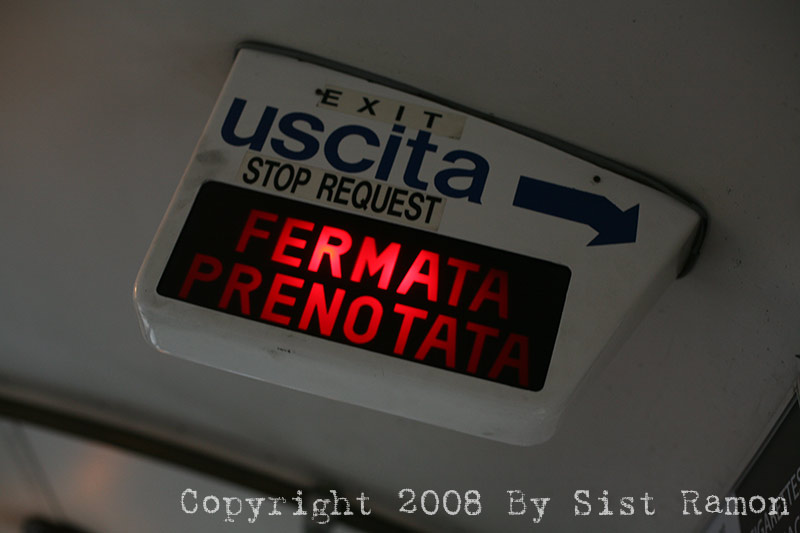 EXIT
uscita
STOP REQUEST
FERMATA
PRENOTATA
Copyright 2008 By Sist Ramon